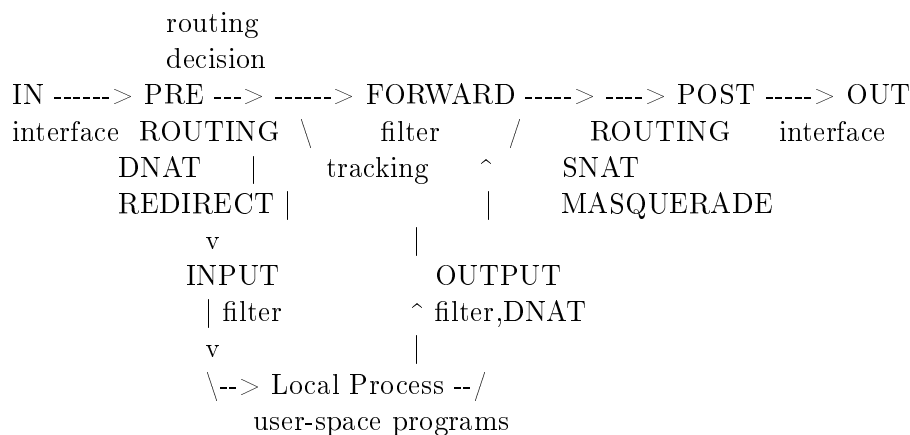 routing
decision
IN ------> PRE ---> ------> FORWARD -----> ----> POST -----> OUT
interface ROUTING \ filter / ROUTING interface
DNAT | tracking ^ SNAT
REDIRECT | | MASQUERADE
v |
INPUT OUTPUT
| filter ^ filter,DNAT
v |
\--> Local Process --/
user-space programs